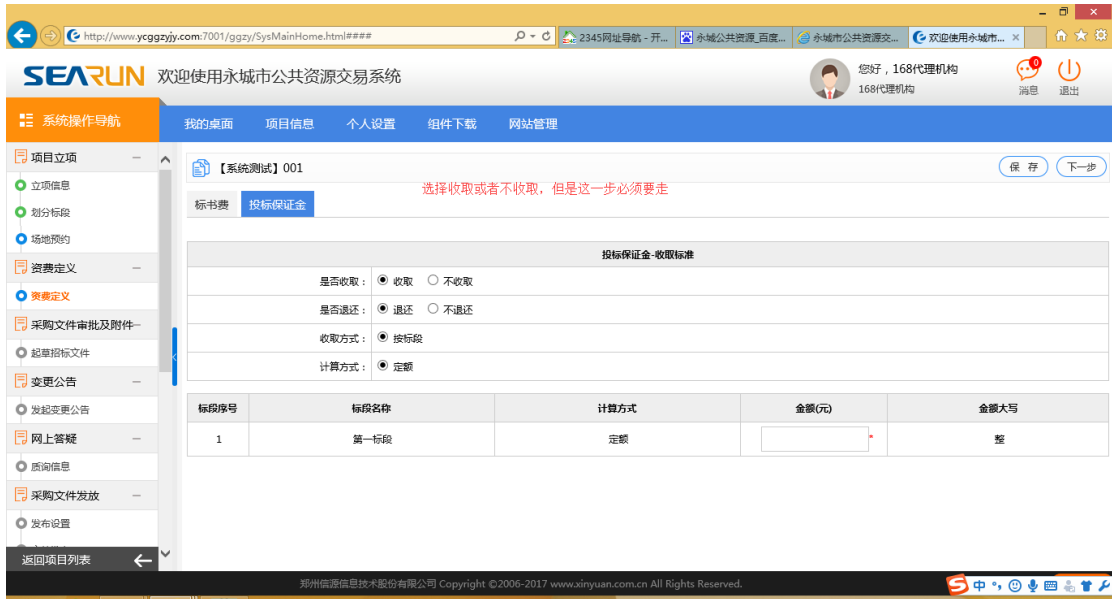 http://www.ycggzyjy.com:7001/ggzy/SysMainHome.html####
2345网址导航 - 开...
永城公共资源_百度...
永城市公共资源交...
欢迎使用永城市...
SEARUN 欢迎使用永城市公共资源交易系统
您好，168代理机构
168代理机构
0
消息
退出
系统操作导航
我的桌面 项目信息 个人设置 组件下载 网站管理
项目立项
立项信息
划分标段
场地预约
资费定义
资费定义
采购文件审批及附件
起草招标文件
变更公告
发起变更公告
网上答疑
质询信息
采购文件发放
发布设置
返回项目列表
【系统测试】001
保 存
下一步
选择收取或者不收取，但是这一步必须要走
标书费 投标保证金
投标保证金-收取标准
是否收取： 收取 不收取
是否退还： 退还 不退还
收取方式： 按标段
计算方式： 定额
标段序号 标段名称 计算方式 金额(元) 金额大写
1 第一标段 定额 * 整
郑州信源信息技术股份有限公司 Copyright ©2006-2017 www.xinyuan.com.cn All Rights Reserved.
中